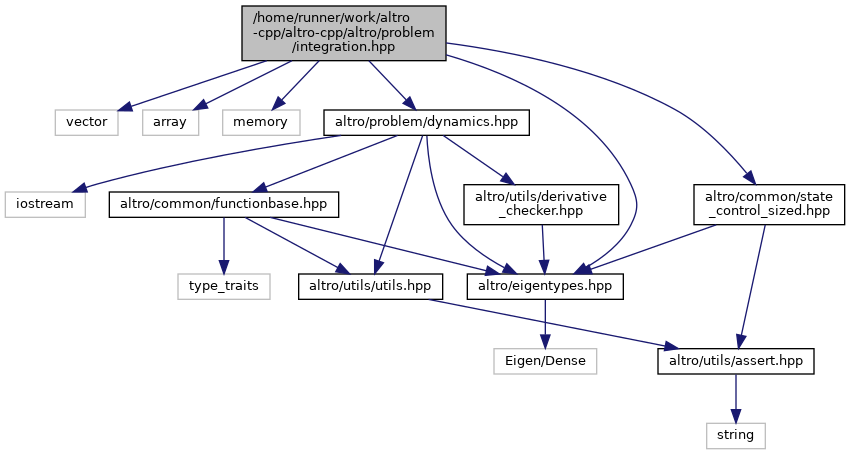 /home/runner/work/altro
-cpp/altro-cpp/altro/problem
/integration.hpp
vector
array
memory
altro/problem/dynamics.hpp
iostream
altro/common/functionbase.hpp
altro/utils/derivative
_checker.hpp
altro/common/state
_control_sized.hpp
type_traits
altro/utils/utils.hpp
altro/eigentypes.hpp
Eigen/Dense
altro/utils/assert.hpp
string